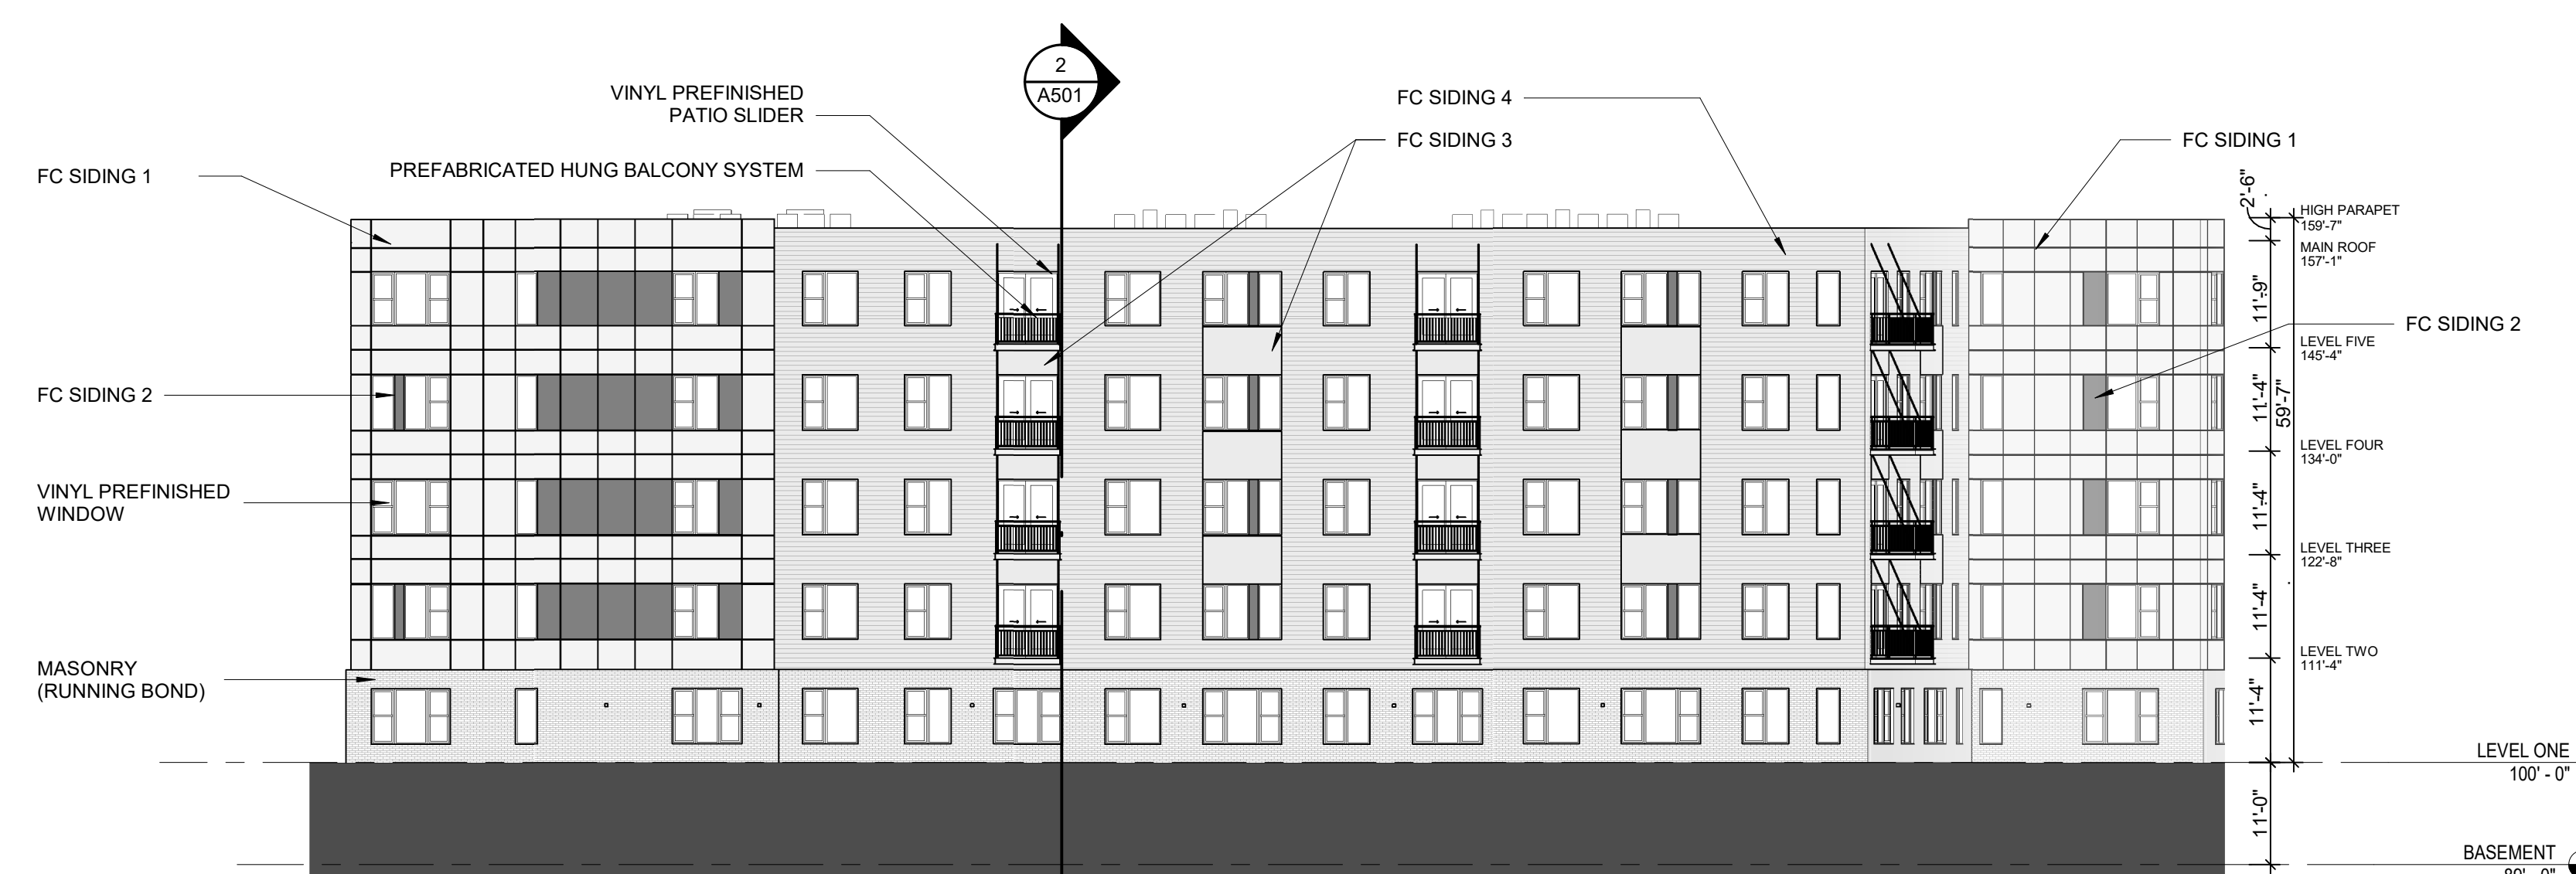 2
A501
VINYL PREFINISHED
PATIO SLIDER
PREFABRICATED HUNG BALCONY SYSTEM
FC SIDING 1
FC SIDING 2
VINYL PREFINISHED
WINDOW
MASONRY
(RUNNING BOND)
FC SIDING 4
FC SIDING 3
FC SIDING 1
FC SIDING 2
2'-6"
11'-9"
11'-4"
11'-4"
11'-4"
11'-4"
11'-0"
59'-7"
HIGH PARAPET
159'-7"
MAIN ROOF
157'-1"
LEVEL FIVE
145'-4"
LEVEL FOUR
134'-0"
LEVEL THREE
122'-8"
LEVEL TWO
111'-4"
LEVEL ONE
100' - 0"
BASEMENT